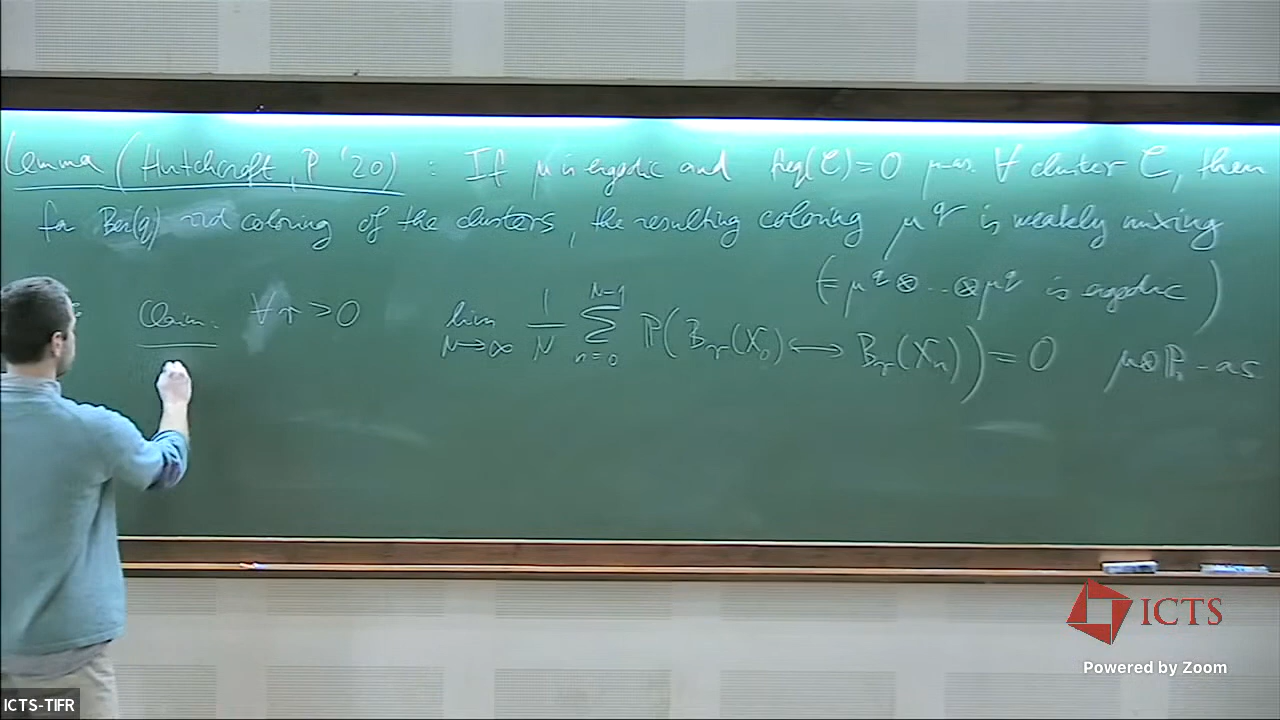 Lemma (Hutchcroft, P '20) : If μ is ergodic and freq(C)=0 μ a.s. ∀ cluster C, then
for Ber(q) iid coloring of the clusters, the resulting coloring μ^q is weakly mixing
(= μ^q ⊗ ... ⊗ μ^q is ergodic)
Claim: ∀ r > 0 lim_{N→∞} 1/N Σ_{n=0}^{N-1} P(B_r(X_0) ↔ B_r(X_n)) = 0 μ⊗P - as
ICTS
Powered by Zoom
ICTS-TIFR